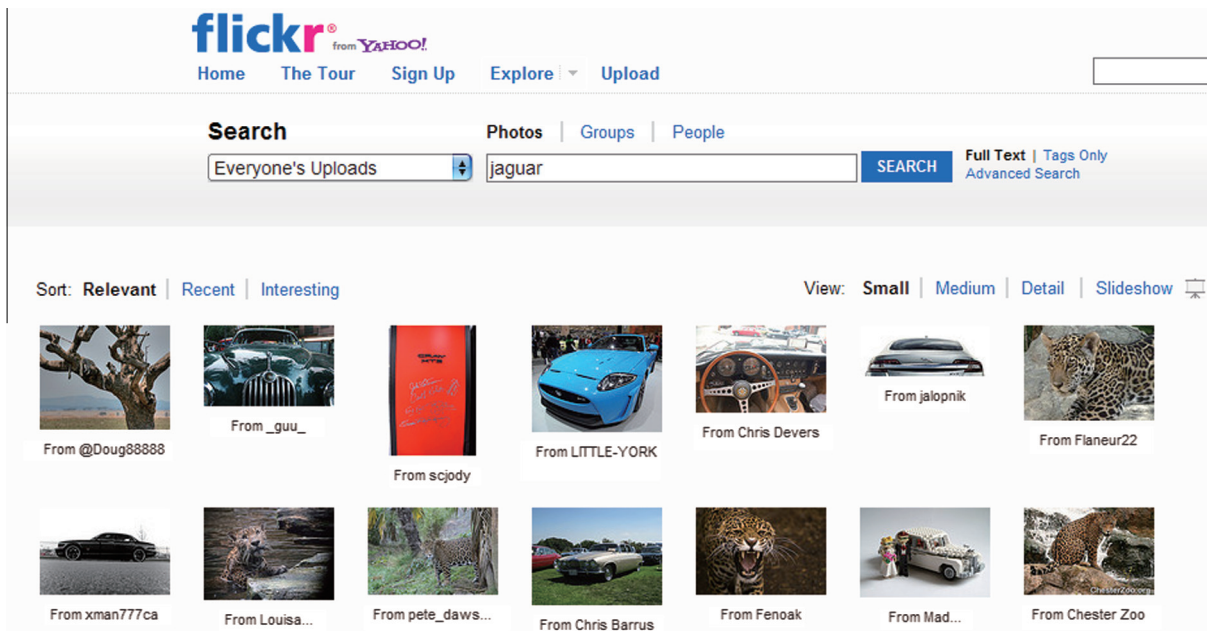 flickr® from YAHOO!
Home The Tour Sign Up Explore Upload
Search Photos Groups People
Everyone's Uploads jaguar SEARCH Full Text | Tags Only
Advanced Search
Sort: Relevant Recent Interesting View: Small Medium Detail Slideshow
CRAY
From @Doug88888 From _guu_ From scjody From LITTLE-YORK From Chris Devers From jalopnik From Flaneur22
ChesterZoo.org
From xman777ca From Louisa... From pete_daws... From Chris Barrus From Fenoak From Mad... From Chester Zoo